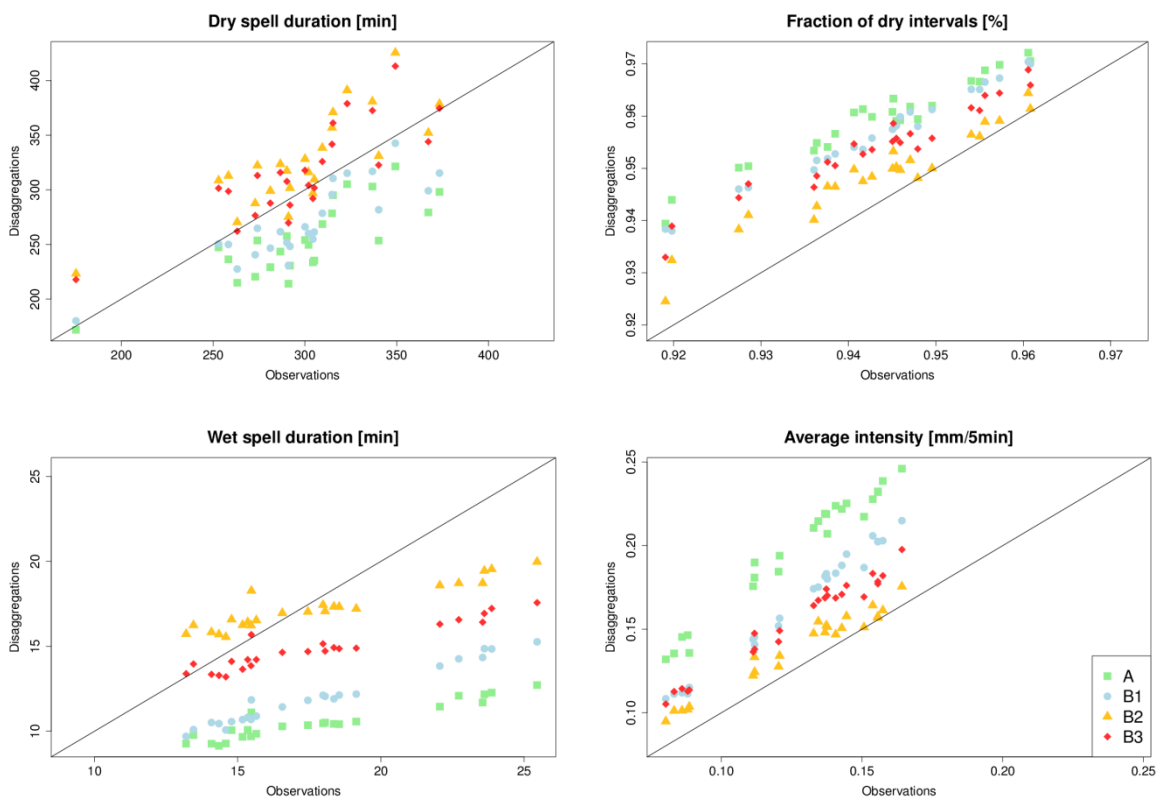 Dry spell duration [min]
Disaggregations
400
350
300
250
200
200
250
300
350
400
Observations
Fraction of dry intervals [%]
Disaggregations
0.97
0.96
0.95
0.94
0.93
0.92
0.92
0.93
0.94
0.95
0.96
0.97
Observations
Wet spell duration [min]
Disaggregations
25
20
15
10
10
15
20
25
Observations
Average intensity [mm/5min]
Disaggregations
0.25
0.20
0.15
0.10
0.10
0.15
0.20
0.25
Observations
A
B1
B2
B3